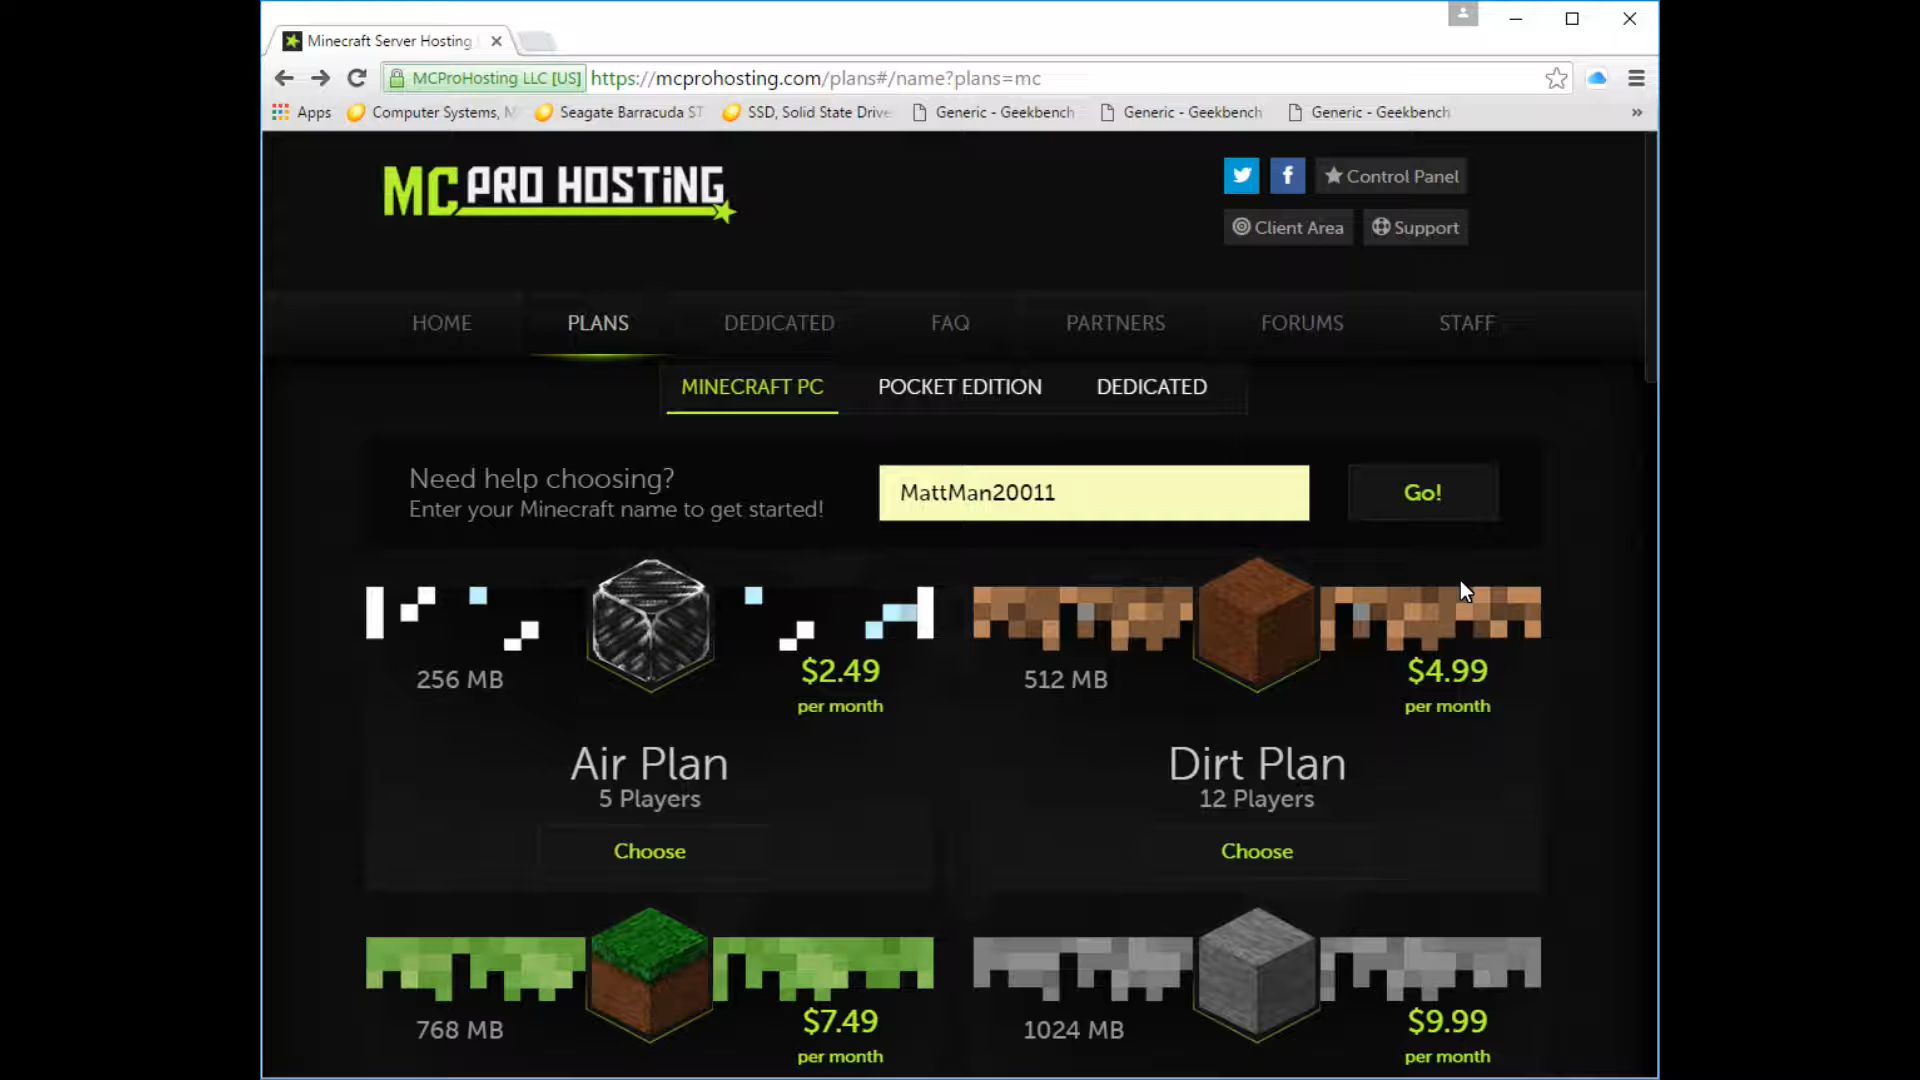 Minecraft Server Hosting
MCProHosting LLC [US] https://mcprohosting.com/plans#/name?plans=mc
Apps Computer Systems, Seagate Barracuda ST SSD, Solid State Drive Generic - Geekbench Generic - Geekbench Generic - Geekbench »
MC PRO HOSTiNG
f Control Panel
Client Area Support
HOME PLANS DEDICATED FAQ PARTNERS FORUMS STAFF
MINECRAFT PC POCKET EDITION DEDICATED
Need help choosing?
Enter your Minecraft name to get started!
MattMan20011
Go!
256 MB
$2.49
per month
Air Plan
5 Players
Choose
512 MB
$4.99
per month
Dirt Plan
12 Players
Choose
768 MB
$7.49
per month
1024 MB
$9.99
per month